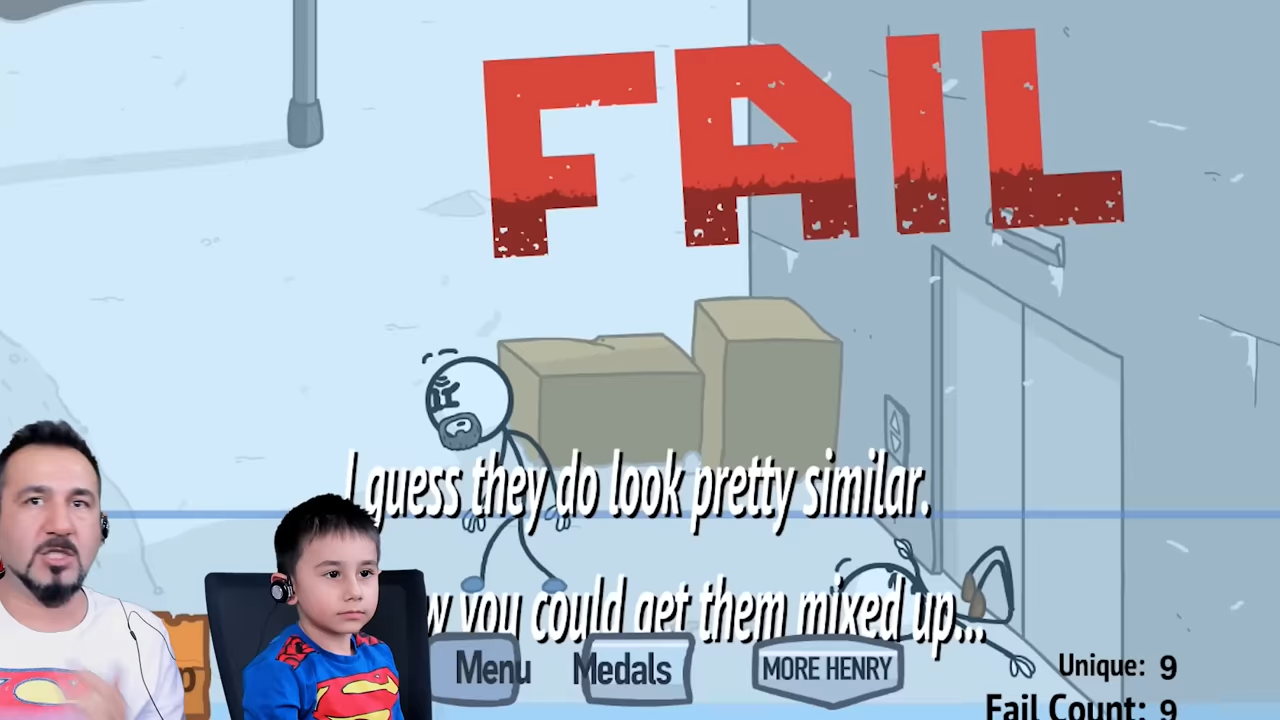 FAIL
I guess they do look pretty similar.
you could get them mixed up...
Menu
Medals
MORE HENRY
Unique: 9
Fail Count: 9